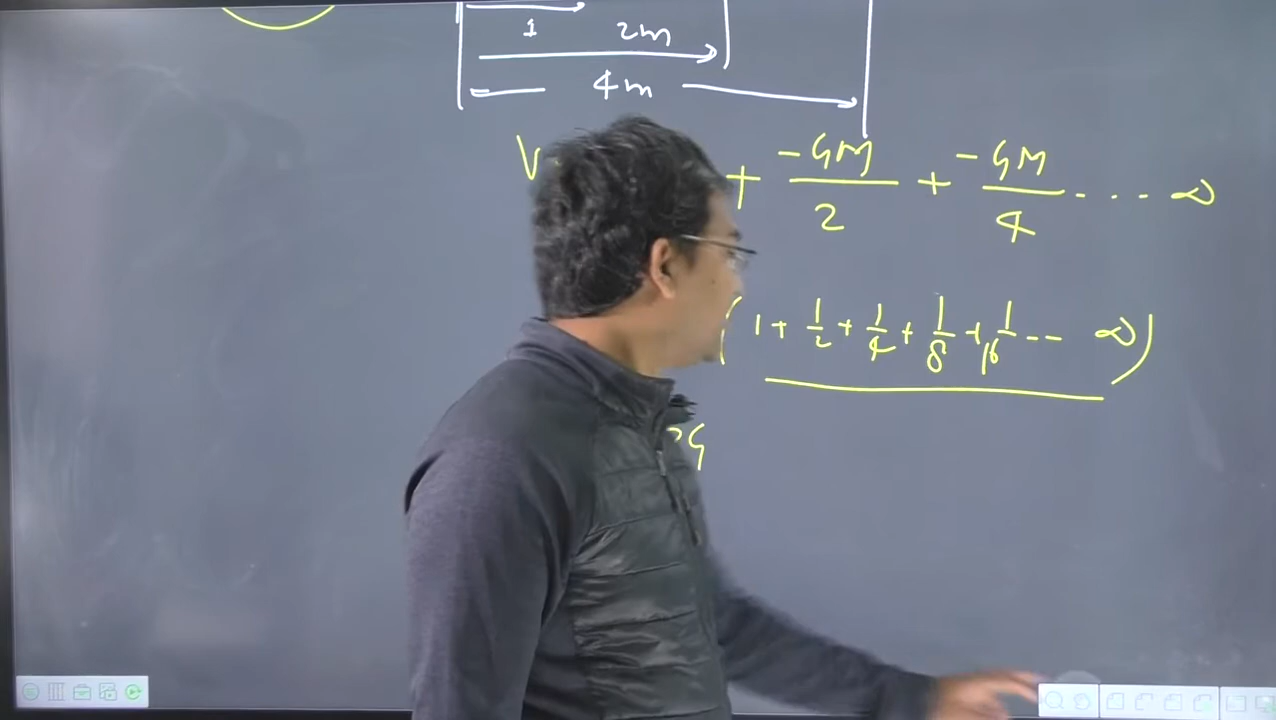 1 2m
4m
V + -GM/2 + -GM/4 .... ∞
(1 + 1/2 + 1/4 + 1/8 + 1/16 -- ∞)
G